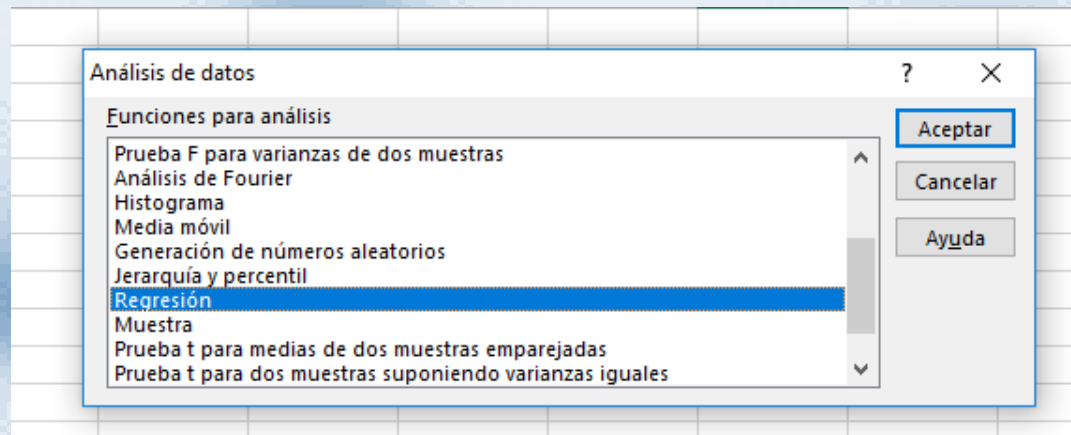 Análisis de datos
?
Funciones para análisis
Prueba F para varianzas de dos muestras
Análisis de Fourier
Histograma
Media móvil
Generación de números aleatorios
Jerarquía y percentil
Regresión
Muestra
Prueba t para medias de dos muestras emparejadas
Prueba t para dos muestras suponiendo varianzas iguales
Aceptar
Cancelar
Ayuda